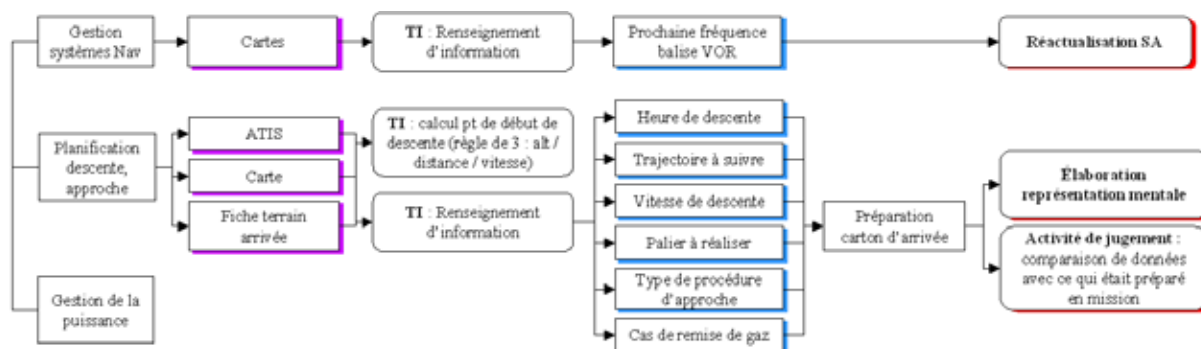 Gestion
systèmes Nav
Cartes
TI : Renseignement
d'information
Prochaine fréquence
balise VOR
Réactualisation SA
Planification
descente,
approche
ATIS
Carte
Fiche terrain
arrivée
TI : calcul pt de début de
descente (règle de 3 : alt /
distance / vitesse)
TI : Renseignement
d'information
Heure de descente
Trajectoire à suivre
Vitesse de descente
Palier à réaliser
Type de procédure
d'approche
Cas de remise de gaz
Préparation
carton d'arrivée
Élaboration
représentation mentale
Activité de jugement :
comparaison de données
avec ce qui était préparé
en mission
Gestion de la
puissance